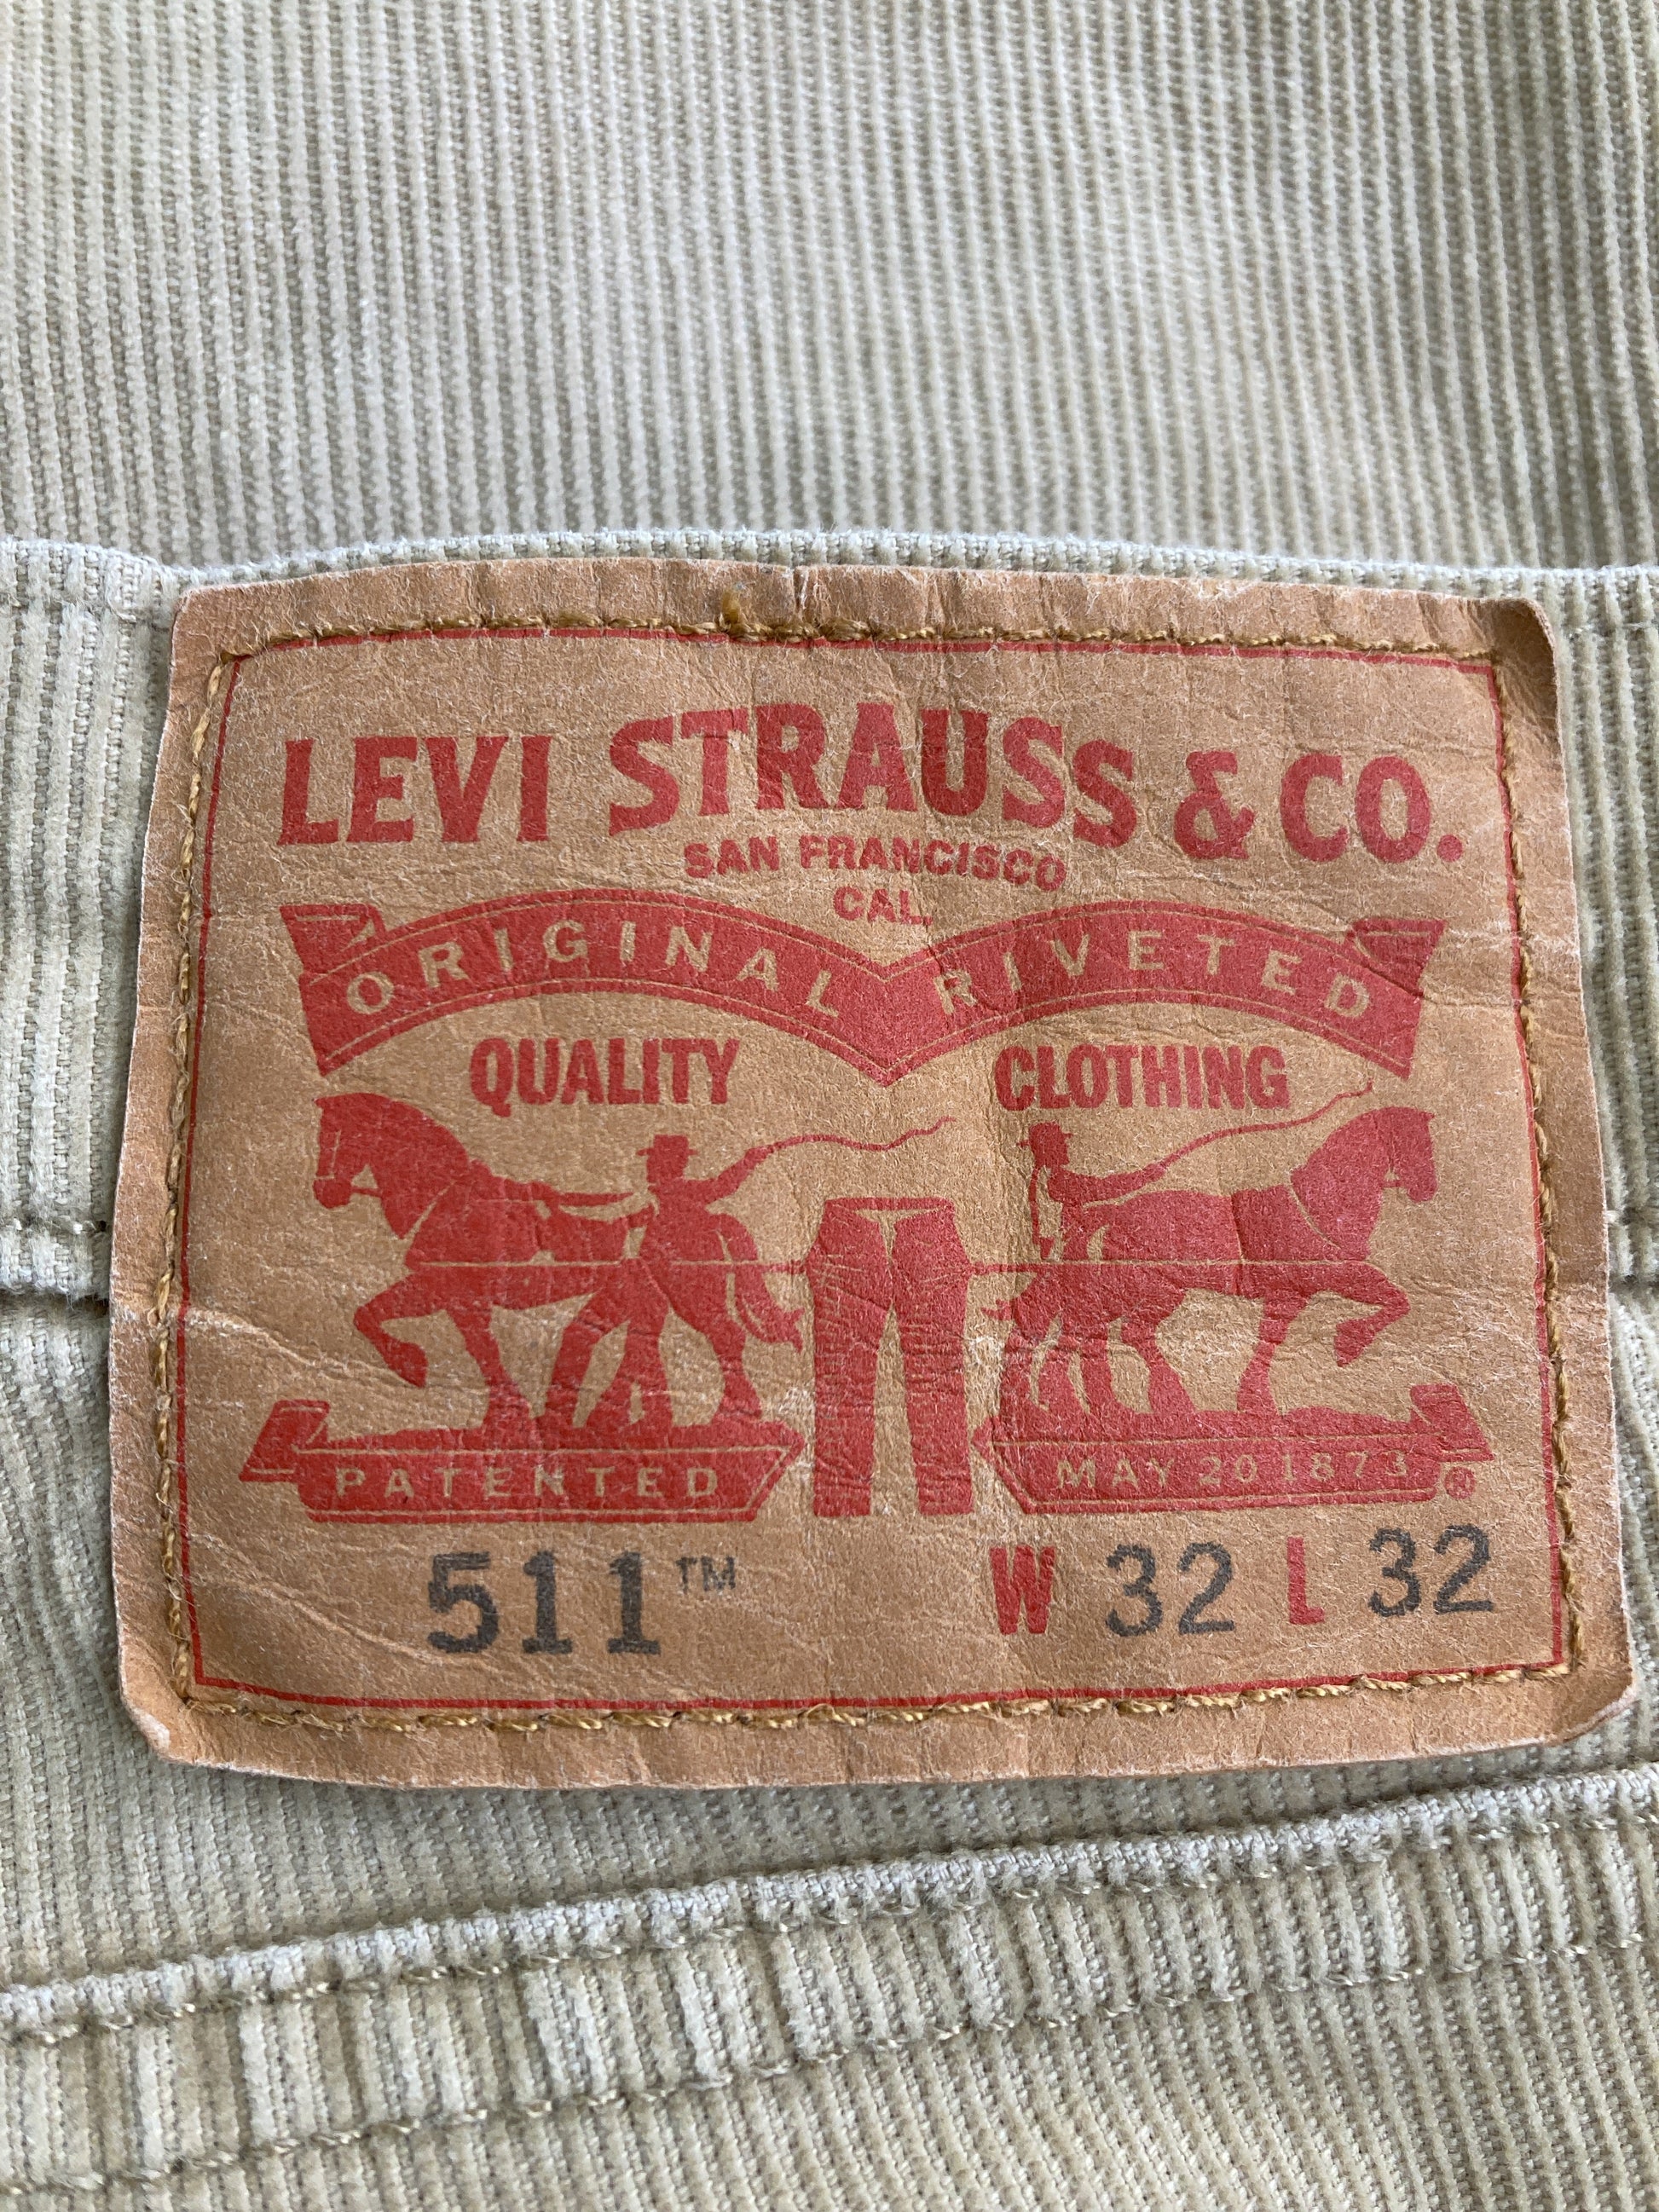 LEVI STRAUSS & CO.
SAN FRANCISCO
CAL.
ORIGINAL RIVETED
QUALITY CLOTHING
PATENTED MAY 20 1873 ®
511™ W 32 L 32